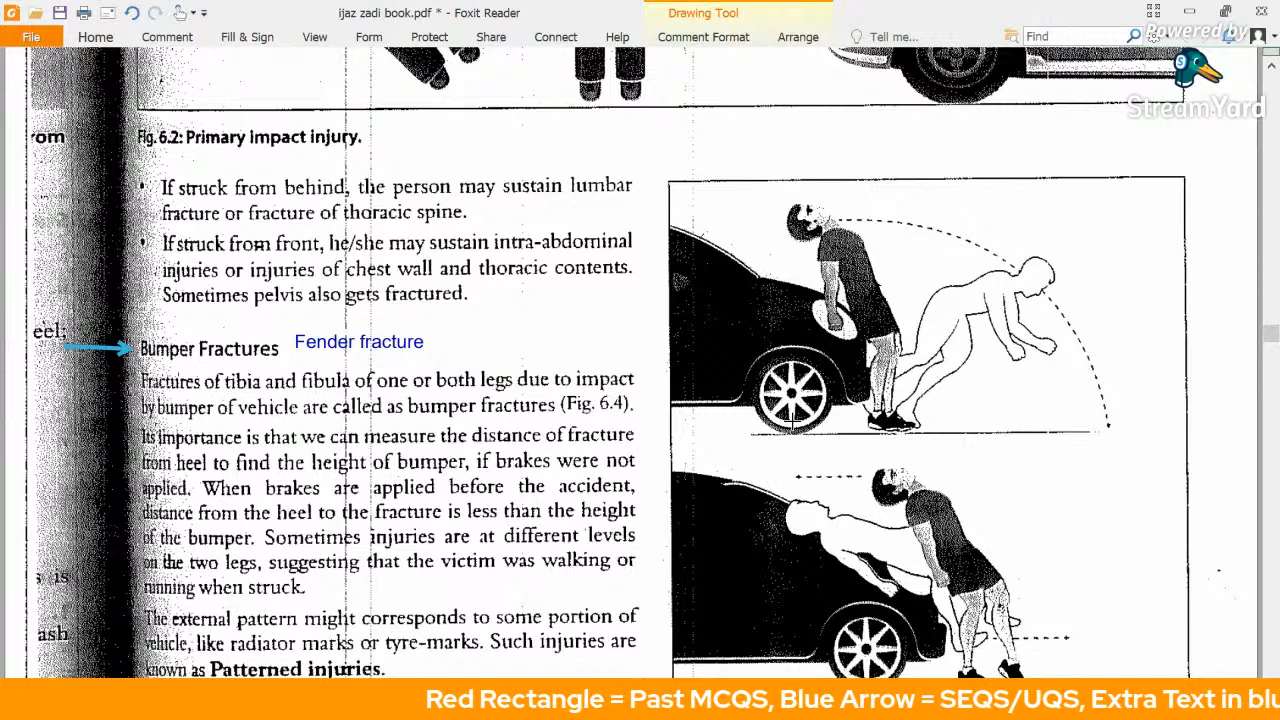 ijaz zadi book.pdf * - Foxit Reader
Drawing Tool
File Home Comment Fill & Sign View Form Protect Share Connect Help Comment Format Arrange Tell me... Find
Powered by
StreamYard
rom
Fig. 6.2: Primary impact injury.
• If struck from behind, the person may sustain lumbar
fracture or fracture of thoracic spine.
• If struck from front, he/she may sustain intra-abdominal
injuries or injuries of chest wall and thoracic contents.
Sometimes pelvis also gets fractured.
eel;
Bumper Fractures Fender fracture
Fractures of tibia and fibula of one or both legs due to impact
by bumper of vehicle are called as bumper fractures (Fig. 6.4).
Its importance is that we can measure the distance of fracture
from heel to find the height of bumper, if brakes were not
applied. When brakes are applied before the accident,
distance from the heel to the fracture is less than the height
of the bumper. Sometimes injuries are at different levels
on the two legs, suggesting that the victim was walking or
running when struck.
s is
The external pattern might corresponds to some portion of
vehicle, like radiator marks or tyre-marks. Such injuries are
ash
known as Patterned injuries.
Red Rectangle = Past MCQS, Blue Arrow = SEQS/UQS, Extra Text in blu